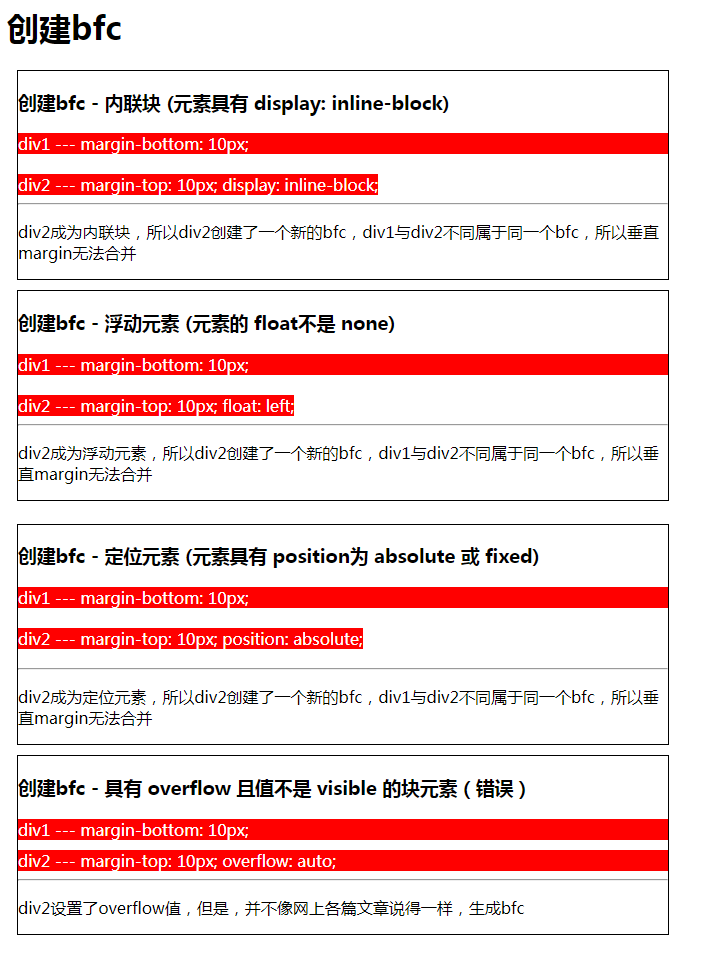 创建bfc
创建bfc - 内联块 (元素具有 display: inline-block)
div1 --- margin-bottom: 10px;
div2 --- margin-top: 10px; display: inline-block;
div2成为内联块，所以div2创建了一个新的bfc，div1与div2不同属于同一个bfc，所以垂直
margin无法合并
创建bfc - 浮动元素 (元素的 float不是 none)
div1 --- margin-bottom: 10px;
div2 --- margin-top: 10px; float: left;
div2成为浮动元素，所以div2创建了一个新的bfc，div1与div2不同属于同一个bfc，所以垂
直margin无法合并
创建bfc - 定位元素 (元素具有 position为 absolute 或 fixed)
div1 --- margin-bottom: 10px;
div2 --- margin-top: 10px; position: absolute;
div2成为定位元素，所以div2创建了一个新的bfc，div1与div2不同属于同一个bfc，所以垂
直margin无法合并
创建bfc - 具有 overflow 且值不是 visible 的块元素（错误）
div1 --- margin-bottom: 10px;
div2 --- margin-top: 10px; overflow: auto;
div2设置了overflow值，但是，并不像网上各篇文章说得一样，生成bfc